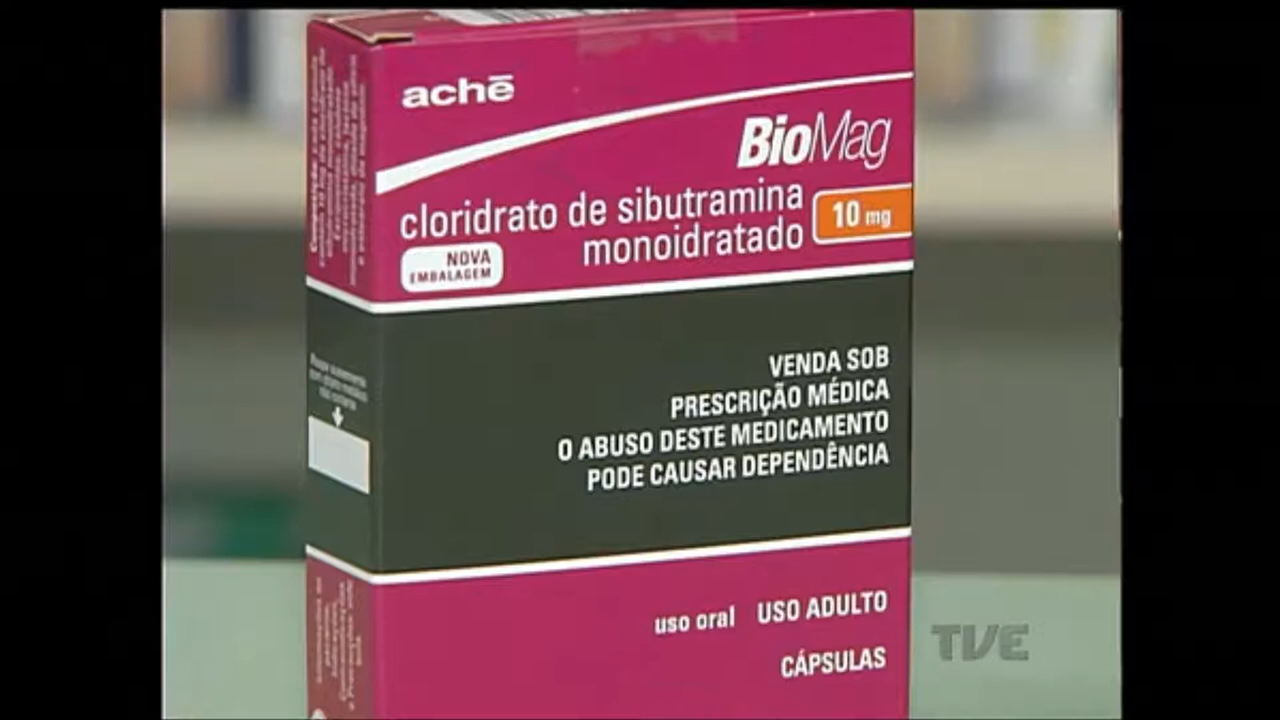 achē
BioMag
cloridrato de sibutramina
monoidratado
10 mg
NOVA
EMBALAGEM
VENDA SOB
PRESCRIÇÃO MÉDICA
O ABUSO DESTE MEDICAMENTO
PODE CAUSAR DEPENDÊNCIA
uso oral USO ADULTO
CÁPSULAS
TVE